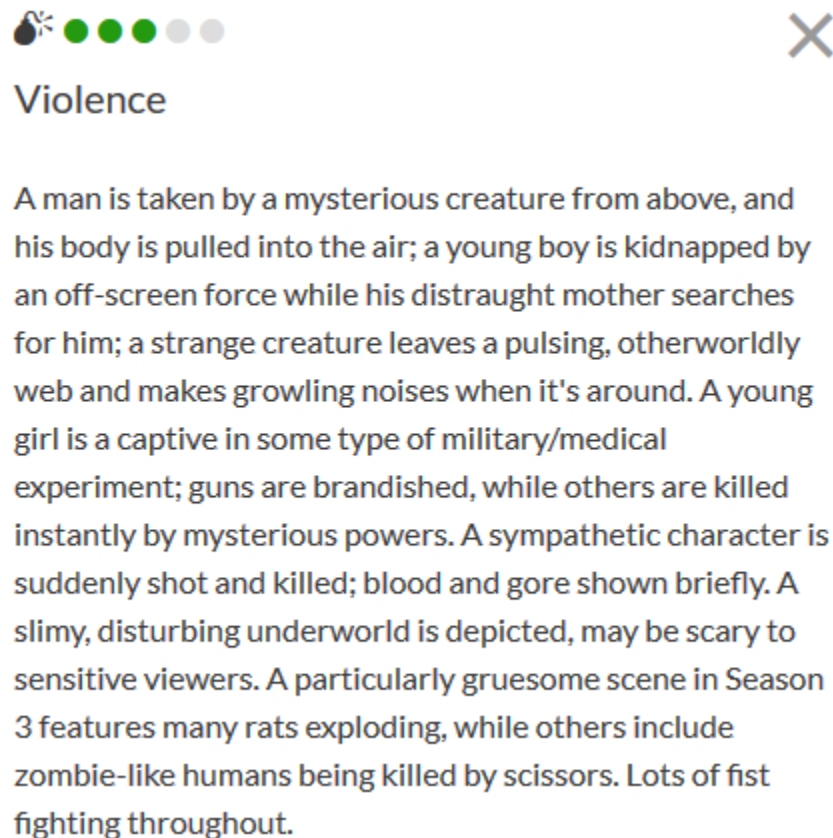 Violence
A man is taken by a mysterious creature from above, and
his body is pulled into the air; a young boy is kidnapped by
an off-screen force while his distraught mother searches
for him; a strange creature leaves a pulsing, otherworldly
web and makes growling noises when it's around. A young
girl is a captive in some type of military/medical
experiment; guns are brandished, while others are killed
instantly by mysterious powers. A sympathetic character is
suddenly shot and killed; blood and gore shown briefly. A
slimy, disturbing underworld is depicted, may be scary to
sensitive viewers. A particularly gruesome scene in Season
3 features many rats exploding, while others include
zombie-like humans being killed by scissors. Lots of fist
fighting throughout.